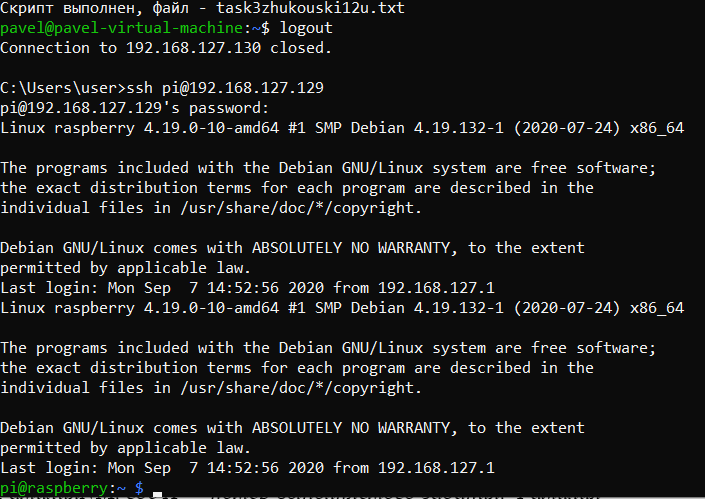 Скрипт выполнен, файл - task3zhukouski12u.txt
pavel@pavel-virtual-machine:~$ logout
Connection to 192.168.127.130 closed.
C:\Users\user>ssh pi@192.168.127.129
pi@192.168.127.129's password:
Linux raspberry 4.19.0-10-amd64 #1 SMP Debian 4.19.132-1 (2020-07-24) x86_64
The programs included with the Debian GNU/Linux system are free software;
the exact distribution terms for each program are described in the
individual files in /usr/share/doc/*/copyright.
Debian GNU/Linux comes with ABSOLUTELY NO WARRANTY, to the extent
permitted by applicable law.
Last login: Mon Sep  7 14:52:56 2020 from 192.168.127.1
Linux raspberry 4.19.0-10-amd64 #1 SMP Debian 4.19.132-1 (2020-07-24) x86_64
The programs included with the Debian GNU/Linux system are free software;
the exact distribution terms for each program are described in the
individual files in /usr/share/doc/*/copyright.
Debian GNU/Linux comes with ABSOLUTELY NO WARRANTY, to the extent
permitted by applicable law.
Last login: Mon Sep  7 14:52:56 2020 from 192.168.127.1
pi@raspberry:~ $